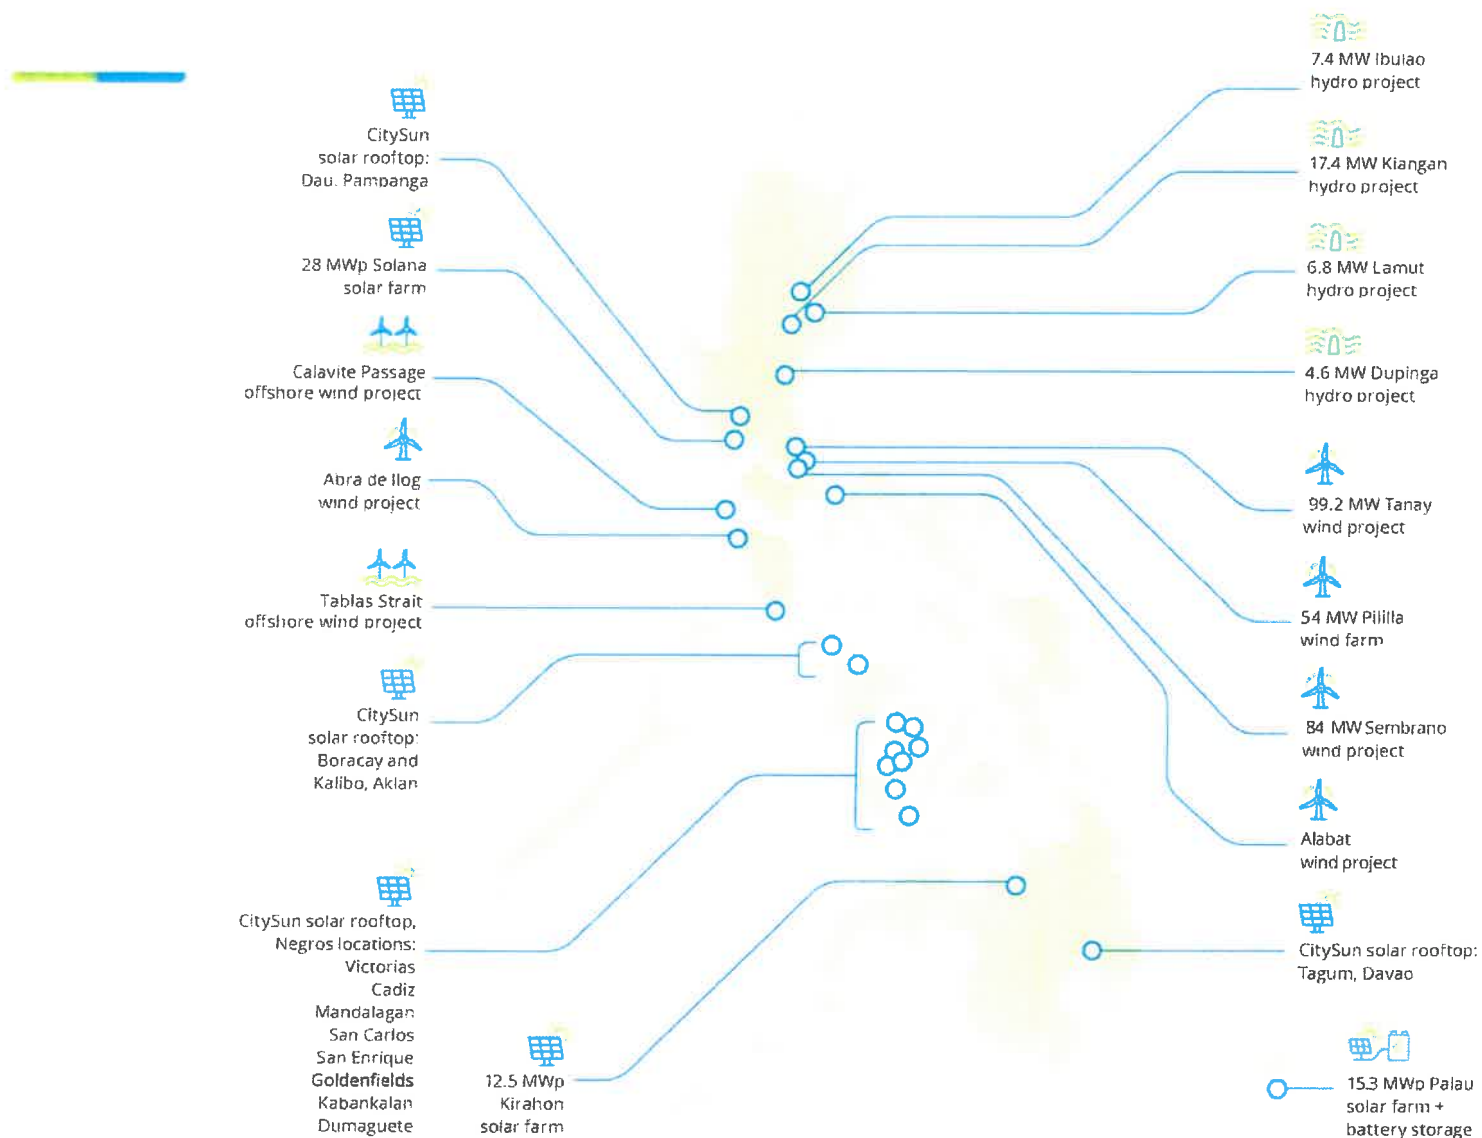 CitySun
solar rooftop:
Dau, Pampanga
28 MWp Solana
solar farm
Calavite Passage
offshore wind project
Abra de Ilog
wind project
Tablas Strait
offshore wind project
CitySun
solar rooftop:
Boracay and
Kalibo, Aklan
CitySun solar rooftop,
Negros locations:
Victorias
Cadiz
Mandalagan
San Carlos
San Enrique
Goldenfields
Kabankalan
Dumaguete
12.5 MWp
Kirahon
solar farm
7.4 MW Ibulao
hydro project
17.4 MW Kiangan
hydro project
6.8 MW Lamut
hydro project
4.6 MW Dupinga
hydro project
99.2 MW Tanay
wind project
54 MW Pililla
wind farm
84 MW Sembrano
wind project
Alabat
wind project
CitySun solar rooftop:
Tagum, Davao
15.3 MWp Palau
solar farm +
battery storage